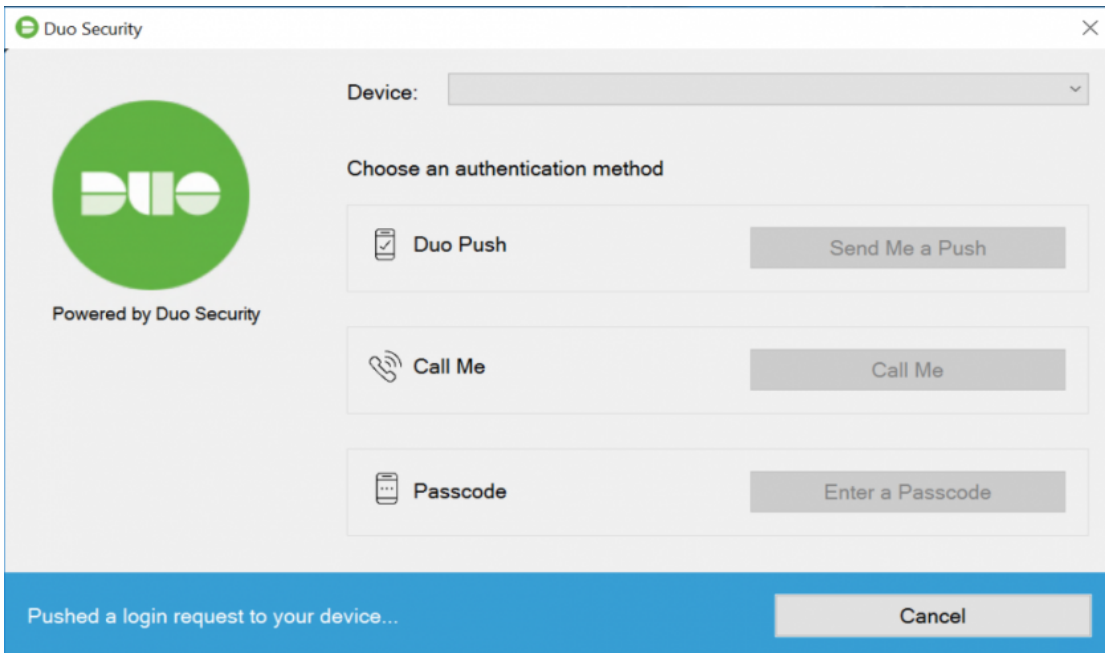 Duo Security
Device:
Choose an authentication method
DUO
Powered by Duo Security
Duo Push
Send Me a Push
Call Me
Call Me
Passcode
Enter a Passcode
Pushed a login request to your device...
Cancel